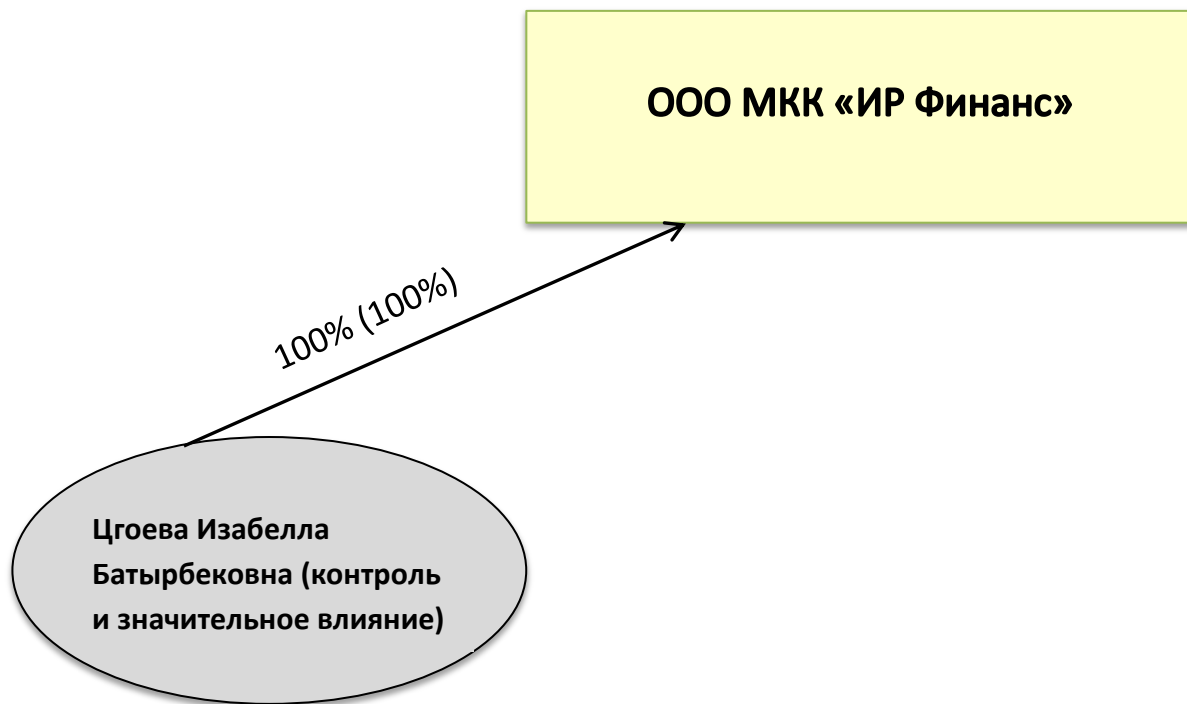 ООО МКК «ИР Финанс»
100% (100%)
Цгоева Изабелла
Батырбековна (контроль
и значительное влияние)